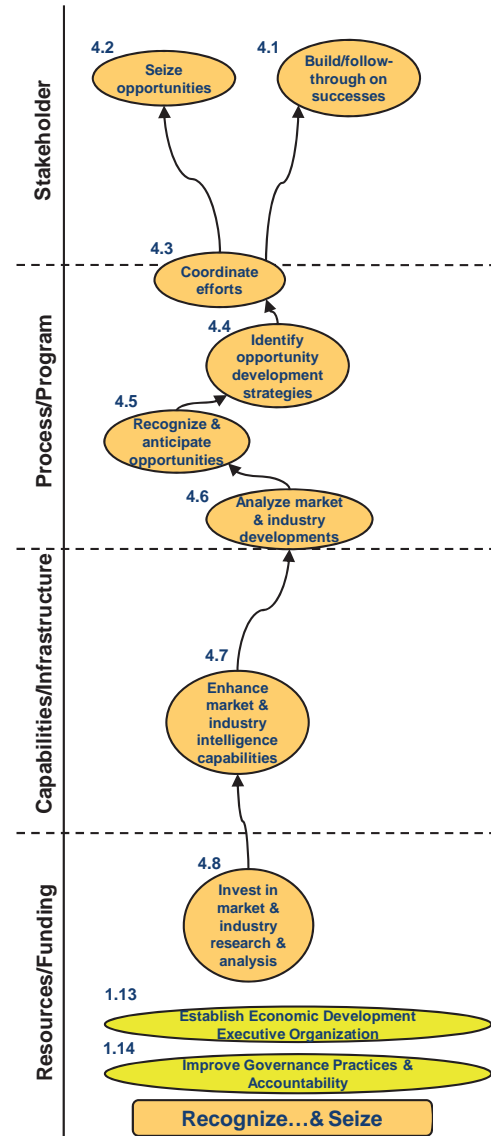 Stakeholder
4.2
Seize
opportunities
4.1
Build/follow-
through on
successes
Process/Program
4.3
Coordinate
efforts
4.4
Identify
opportunity
development
strategies
4.5
Recognize &
anticipate
opportunities
4.6
Analyze market
& industry
developments
Capabilities/Infrastructure
4.7
Enhance
market &
industry
intelligence
capabilities
Resources/Funding
4.8
Invest in
market &
industry
research &
analysis
1.13
Establish Economic Development
Executive Organization
1.14
Improve Governance Practices &
Accountability
Recognize…& Seize